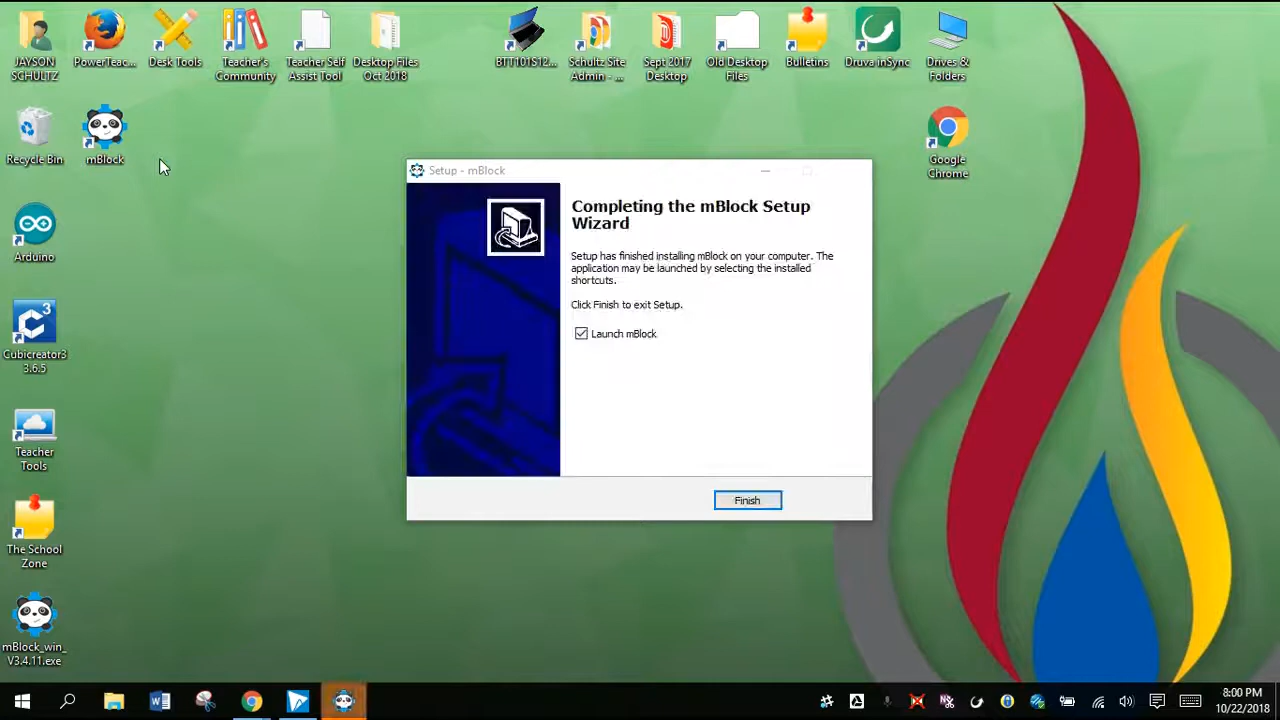 JAYSON
SCHULTZ
PowerTeac...
Desk Tools
Teacher's
Community
Teacher Self
Assist Tool
Desktop Files
Oct 2018
BTT101S12...
Schultz Site
Admin - ...
Sept 2017
Desktop
Old Desktop
Files
Bulletins
Druva inSync
Drives &
Folders
Recycle Bin
mBlock
Google
Chrome
Arduino
3
Cubicreator3
3.6.5
Teacher
Tools
The School
Zone
mBlock_win_
V3.4.11.exe
Setup - mBlock
Completing the mBlock Setup
Wizard
Setup has finished installing mBlock on your computer. The
application may be launched by selecting the installed
shortcuts.
Click Finish to exit Setup.
Launch mBlock
Finish
8:00 PM
10/22/2018